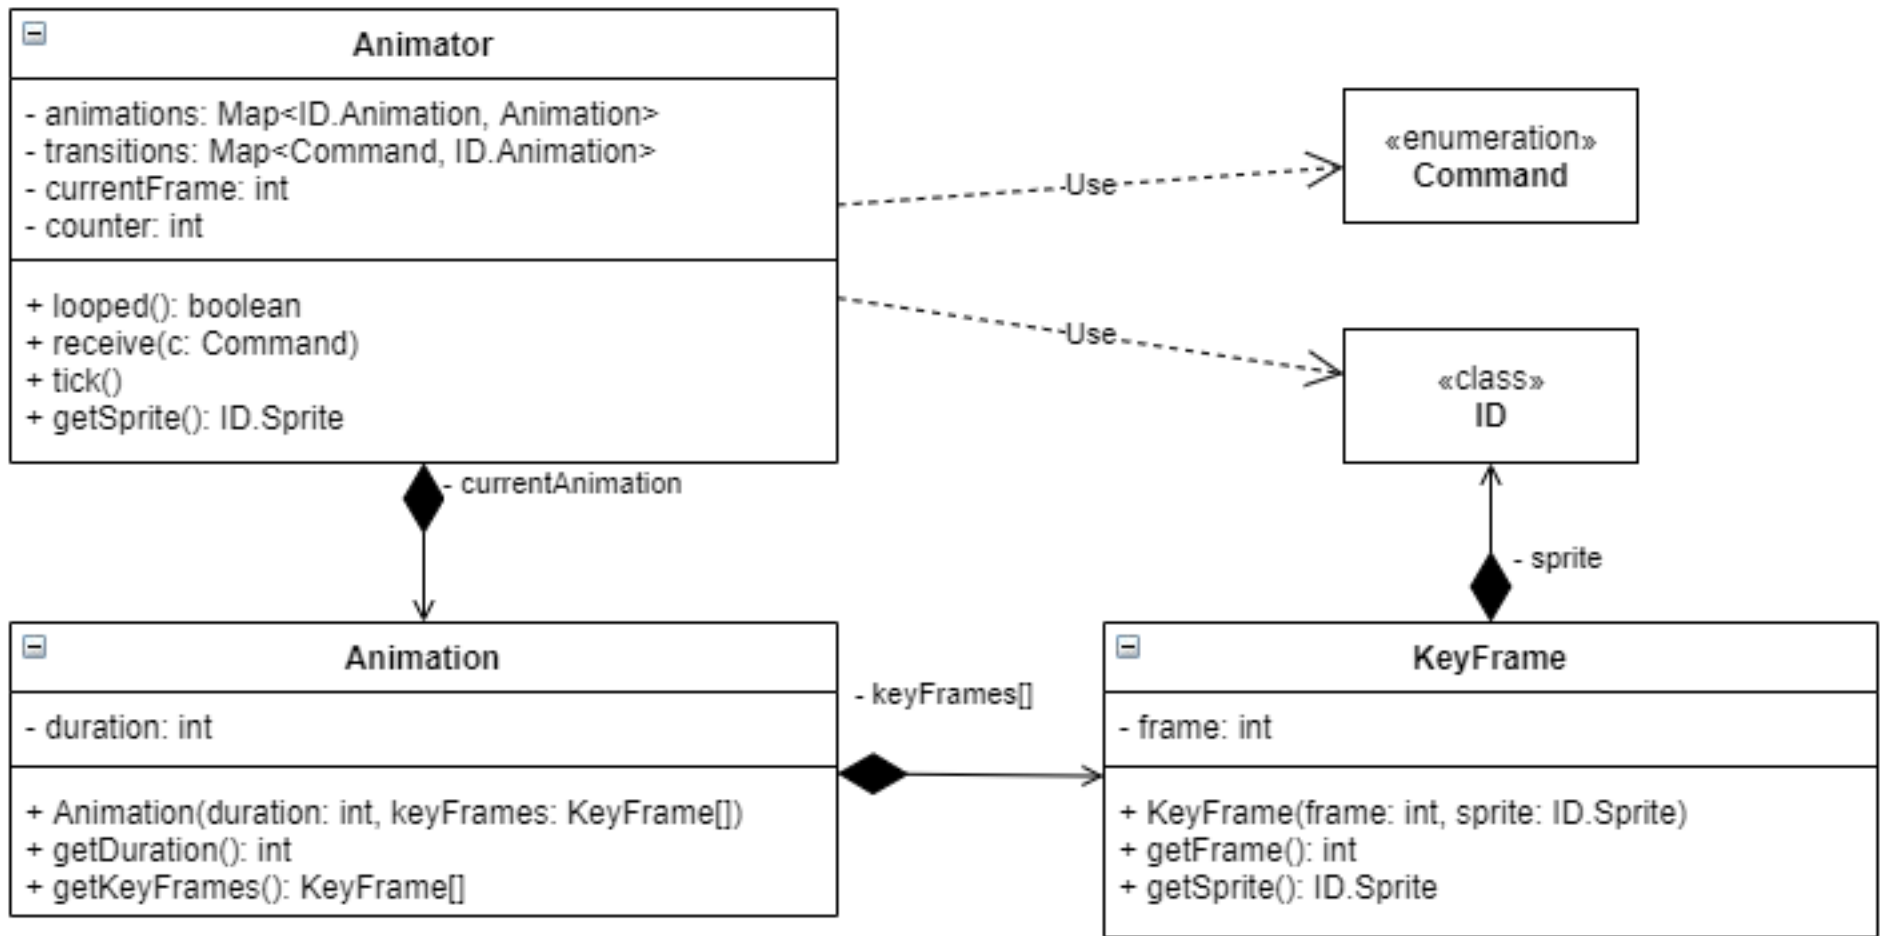 Animator
- animations: Map<ID.Animation, Animation>
- transitions: Map<Command, ID.Animation>
- currentFrame: int
- counter: int
+ looped(): boolean
+ receive(c: Command)
+ tick()
+ getSprite(): ID.Sprite
Use
«enumeration»
Command
Use
«class»
ID
- currentAnimation
- sprite
Animation
- duration: int
+ Animation(duration: int, keyFrames: KeyFrame[])
+ getDuration(): int
+ getKeyFrames(): KeyFrame[]
- keyFrames[]
KeyFrame
- frame: int
+ KeyFrame(frame: int, sprite: ID.Sprite)
+ getFrame(): int
+ getSprite(): ID.Sprite